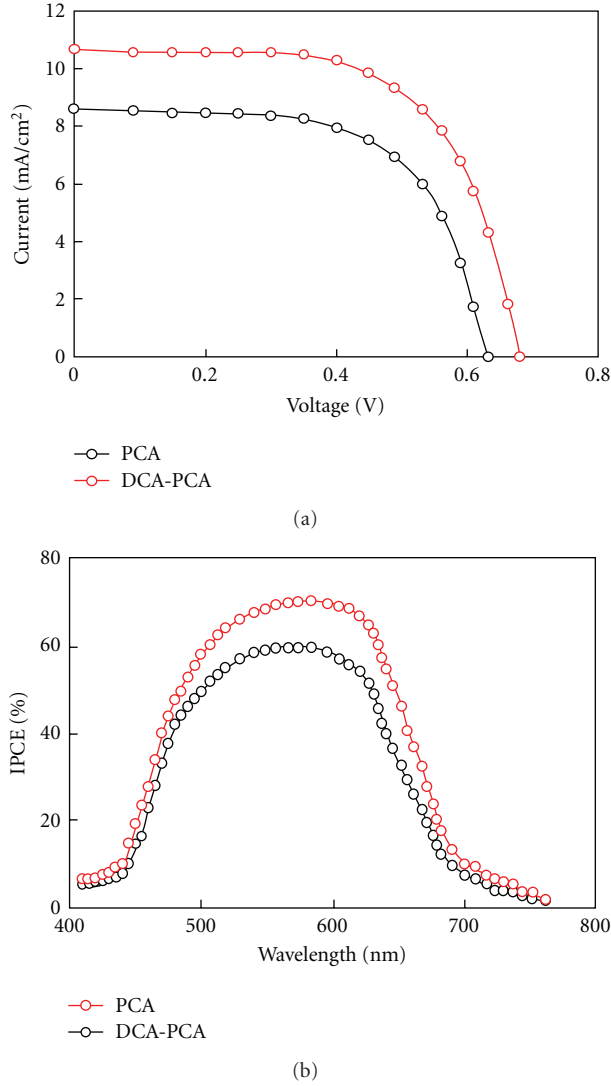 12
10
8
6
4
2
0
Current (mA/cm²)
0
0.2
0.4
0.6
0.8
Voltage (V)
PCA
DCA-PCA
(a)
80
60
40
20
0
IPCE (%)
400
500
600
700
800
Wavelength (nm)
PCA
DCA-PCA
(b)